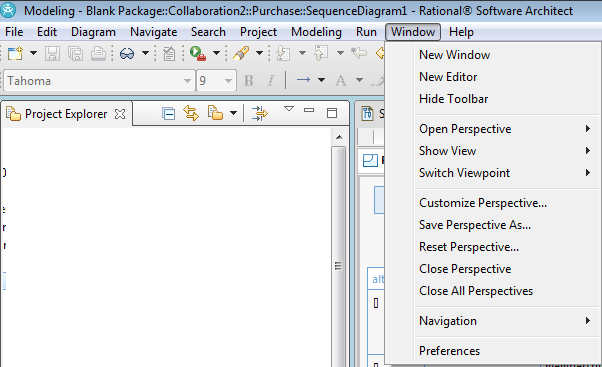 Modeling - Blank Package::Collaboration2::Purchase::SequenceDiagram1 - Rational® Software Architect
File Edit Diagram Navigate Search Project Modeling Run Window Help
Tahoma 9 B I A
Project Explorer
New Window
New Editor
Hide Toolbar
Open Perspective
Show View
Switch Viewpoint
Customize Perspective...
Save Perspective As...
Reset Perspective...
Close Perspective
Close All Perspectives
Navigation
Preferences
alt